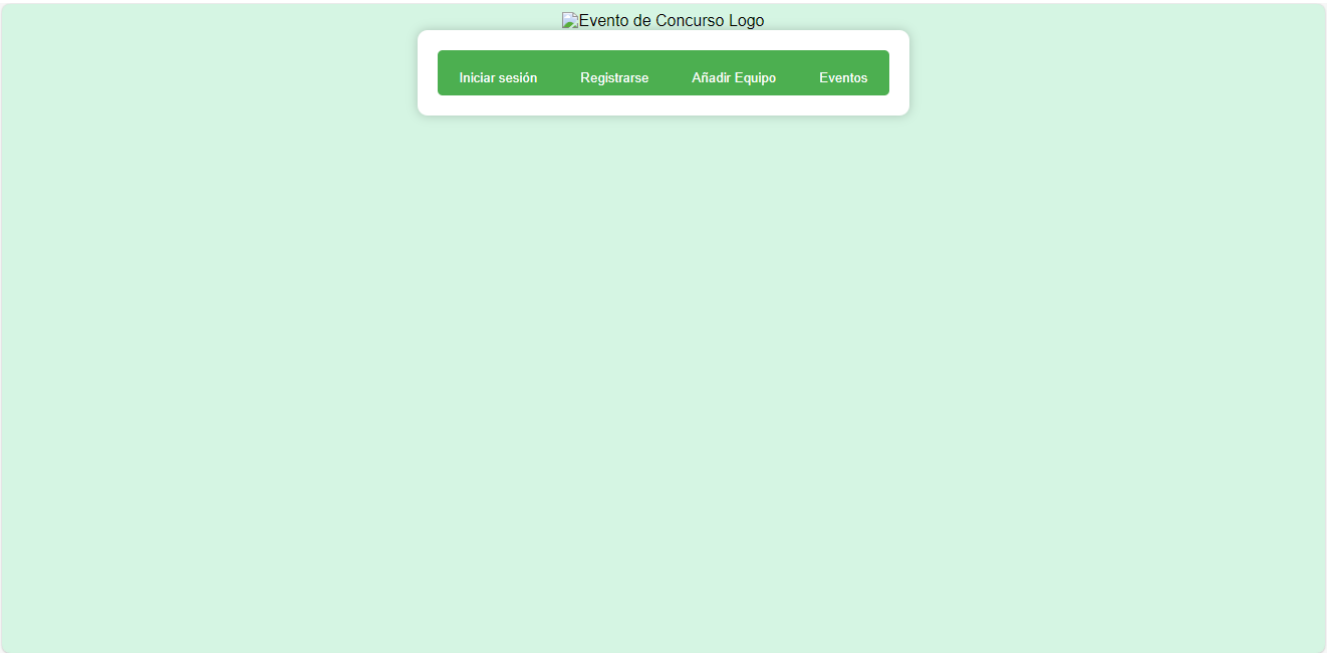 Evento de Concurso Logo
Iniciar sesión Registrarse Añadir Equipo Eventos